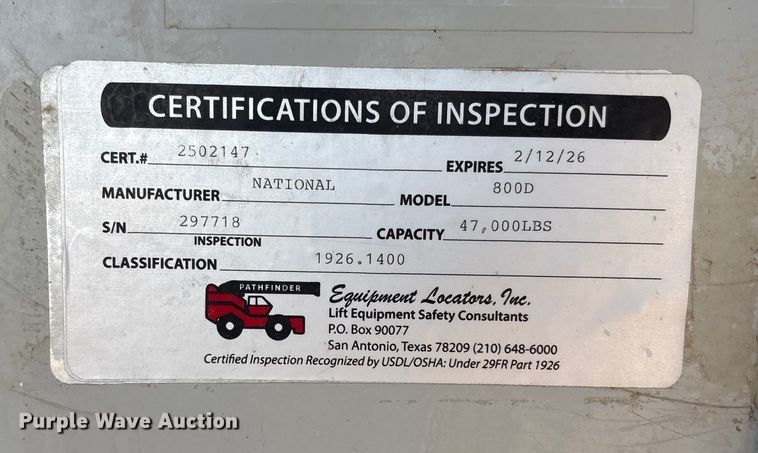 CERTIFICATIONS OF INSPECTION
CERT.# 2502147 EXPIRES 2/12/26
MANUFACTURER NATIONAL MODEL 800D
S/N 297718 CAPACITY 47,000LBS
INSPECTION
CLASSIFICATION 1926.1400
PATHFINDER
Equipment Locators, Inc.
Lift Equipment Safety Consultants
P.O. Box 90077
San Antonio, Texas 78209 (210) 648-6000
Certified Inspection Recognized by USDL/OSHA: Under 29FR Part 1926
Purple Wave Auction